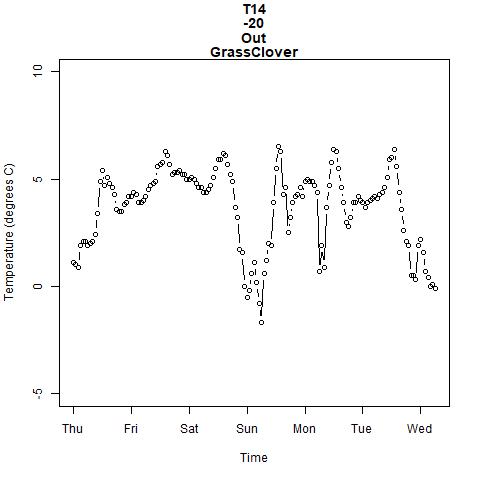 T14
-20
Out
GrassClover
Temperature (degrees C)
10
5
0
-5
Thu Fri Sat Sun Mon Tue Wed
Time